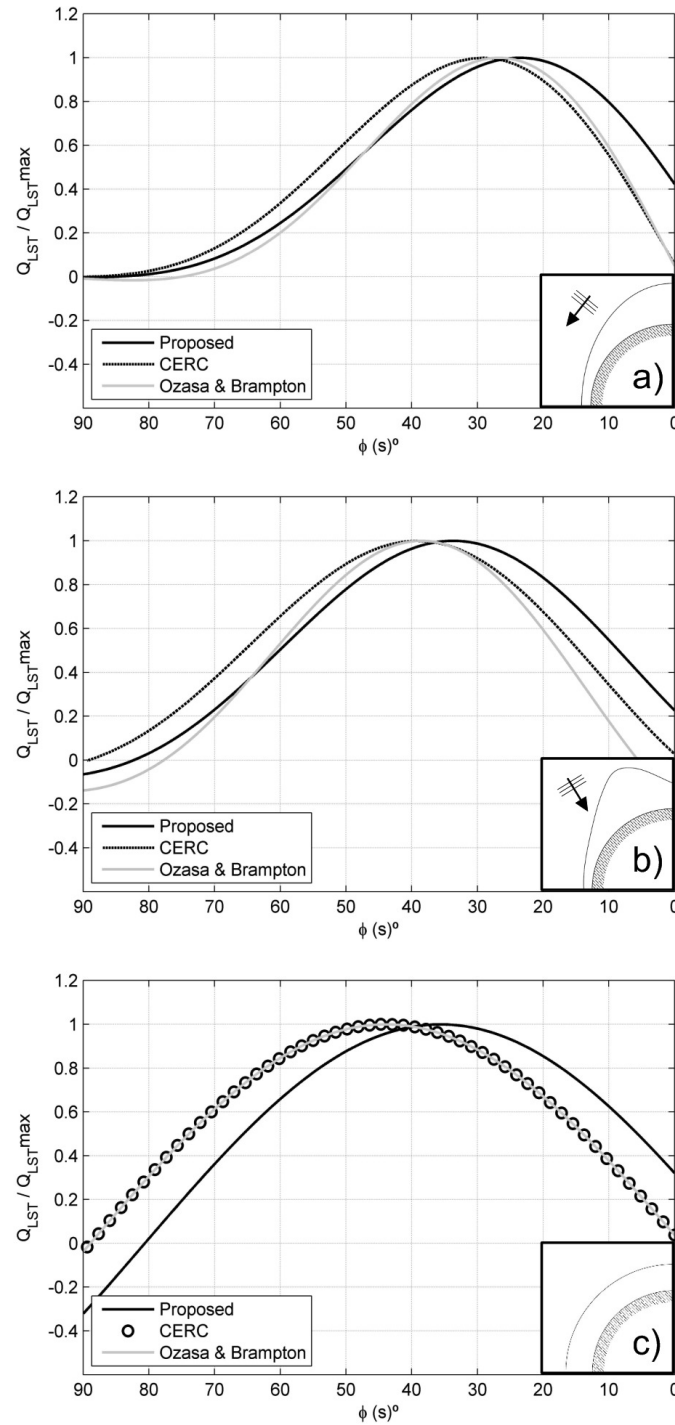 1.2
1
0.8
0.6
0.4
0.2
0
-0.2
-0.4
Q_LST / Q_LST max
Proposed
CERC
Ozasa & Brampton
a)
90 80 70 60 50 40 30 20 10 0
ϕ (s)º
1.2
1
0.8
0.6
0.4
0.2
0
-0.2
-0.4
Q_LST / Q_LST max
Proposed
CERC
Ozasa & Brampton
b)
90 80 70 60 50 40 30 20 10 0
ϕ (s)º
1.2
1
0.8
0.6
0.4
0.2
0
-0.2
-0.4
Q_LST / Q_LST max
Proposed
CERC
Ozasa & Brampton
c)
90 80 70 60 50 40 30 20 10 0
ϕ (s)º